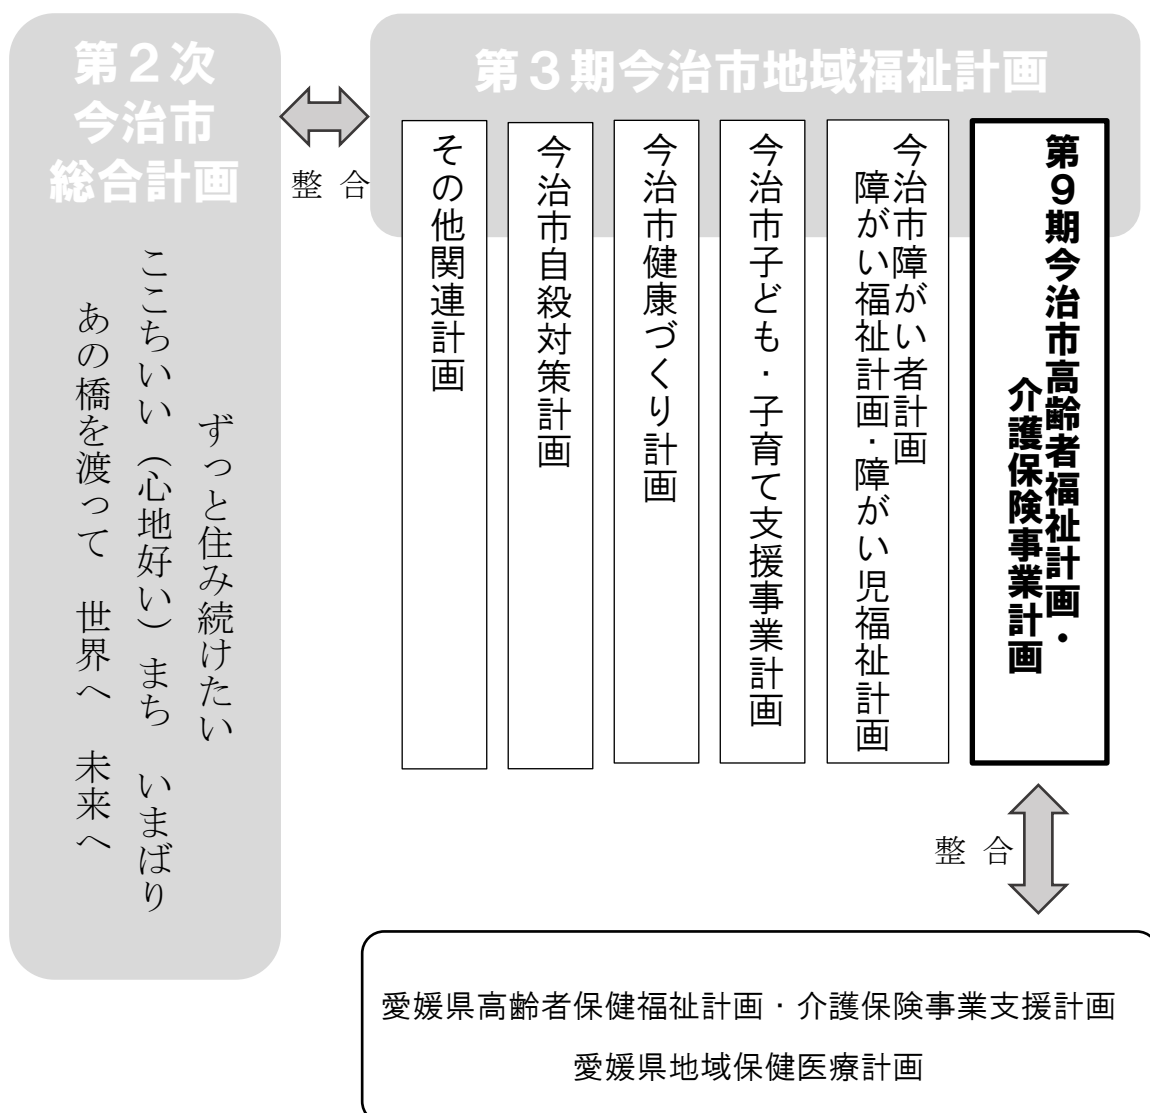 第２次
今治市
総合計画
ずっと住み続けたい
ここちいい（心地好い）まち　いまばり
あの橋を渡って　世界へ　未来へ
整 合
第３期今治市地域福祉計画
その他関連計画
今治市自殺対策計画
今治市健康づくり計画
今治市子ども・子育て支援事業計画
今治市障がい者計画
障がい福祉計画・障がい児福祉計画
第９期今治市高齢者福祉計画・
介護保険事業計画
整 合
愛媛県高齢者保健福祉計画・介護保険事業支援計画
愛媛県地域保健医療計画